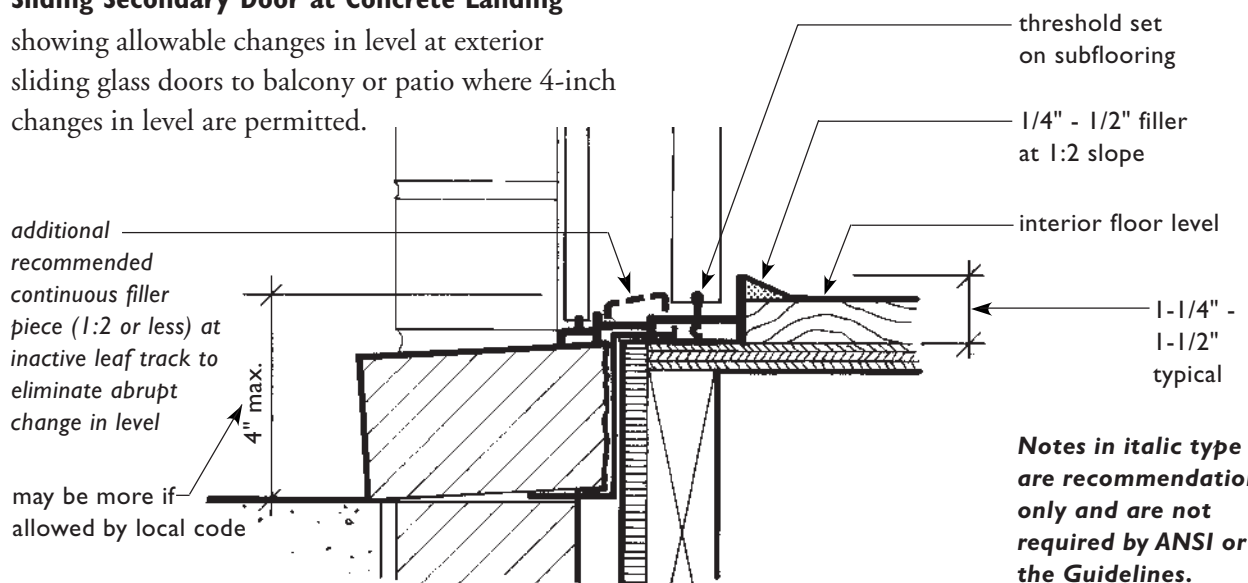 Sliding Secondary Door at Concrete Landing
showing allowable changes in level at exterior
sliding glass doors to balcony or patio where 4-inch
changes in level are permitted.
threshold set
on subflooring
1/4" - 1/2" filler
at 1:2 slope
interior floor level
1-1/4" -
1-1/2"
typical
additional
recommended
continuous filler
piece (1:2 or less) at
inactive leaf track to
eliminate abrupt
change in level
4" max.
may be more if
allowed by local code
Notes in italic type
are recommendation
only and are not
required by ANSI or
the Guidelines.